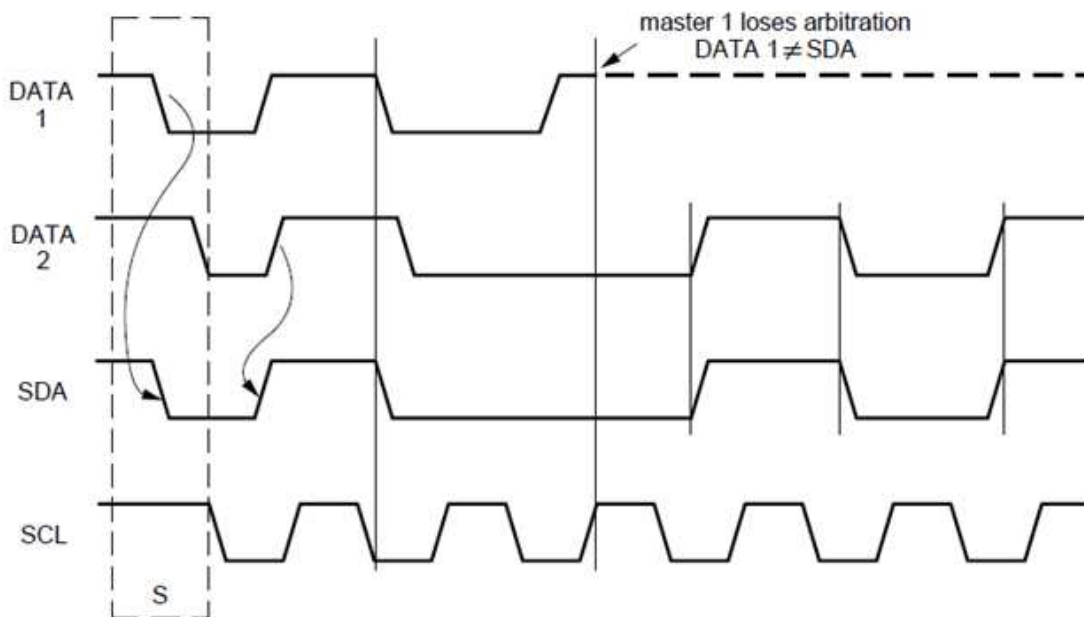 master 1 loses arbitration
DATA 1 ≠ SDA
DATA
1
DATA
2
SDA
SCL
S